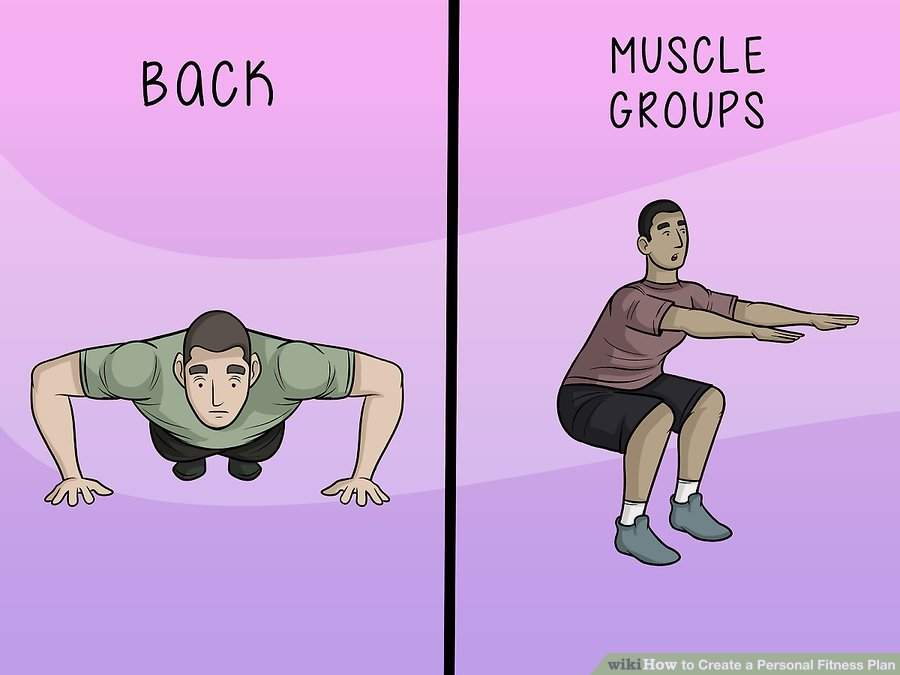 BACK
MUSCLE
GROUPS
wikiHow to Create a Personal Fitness Plan